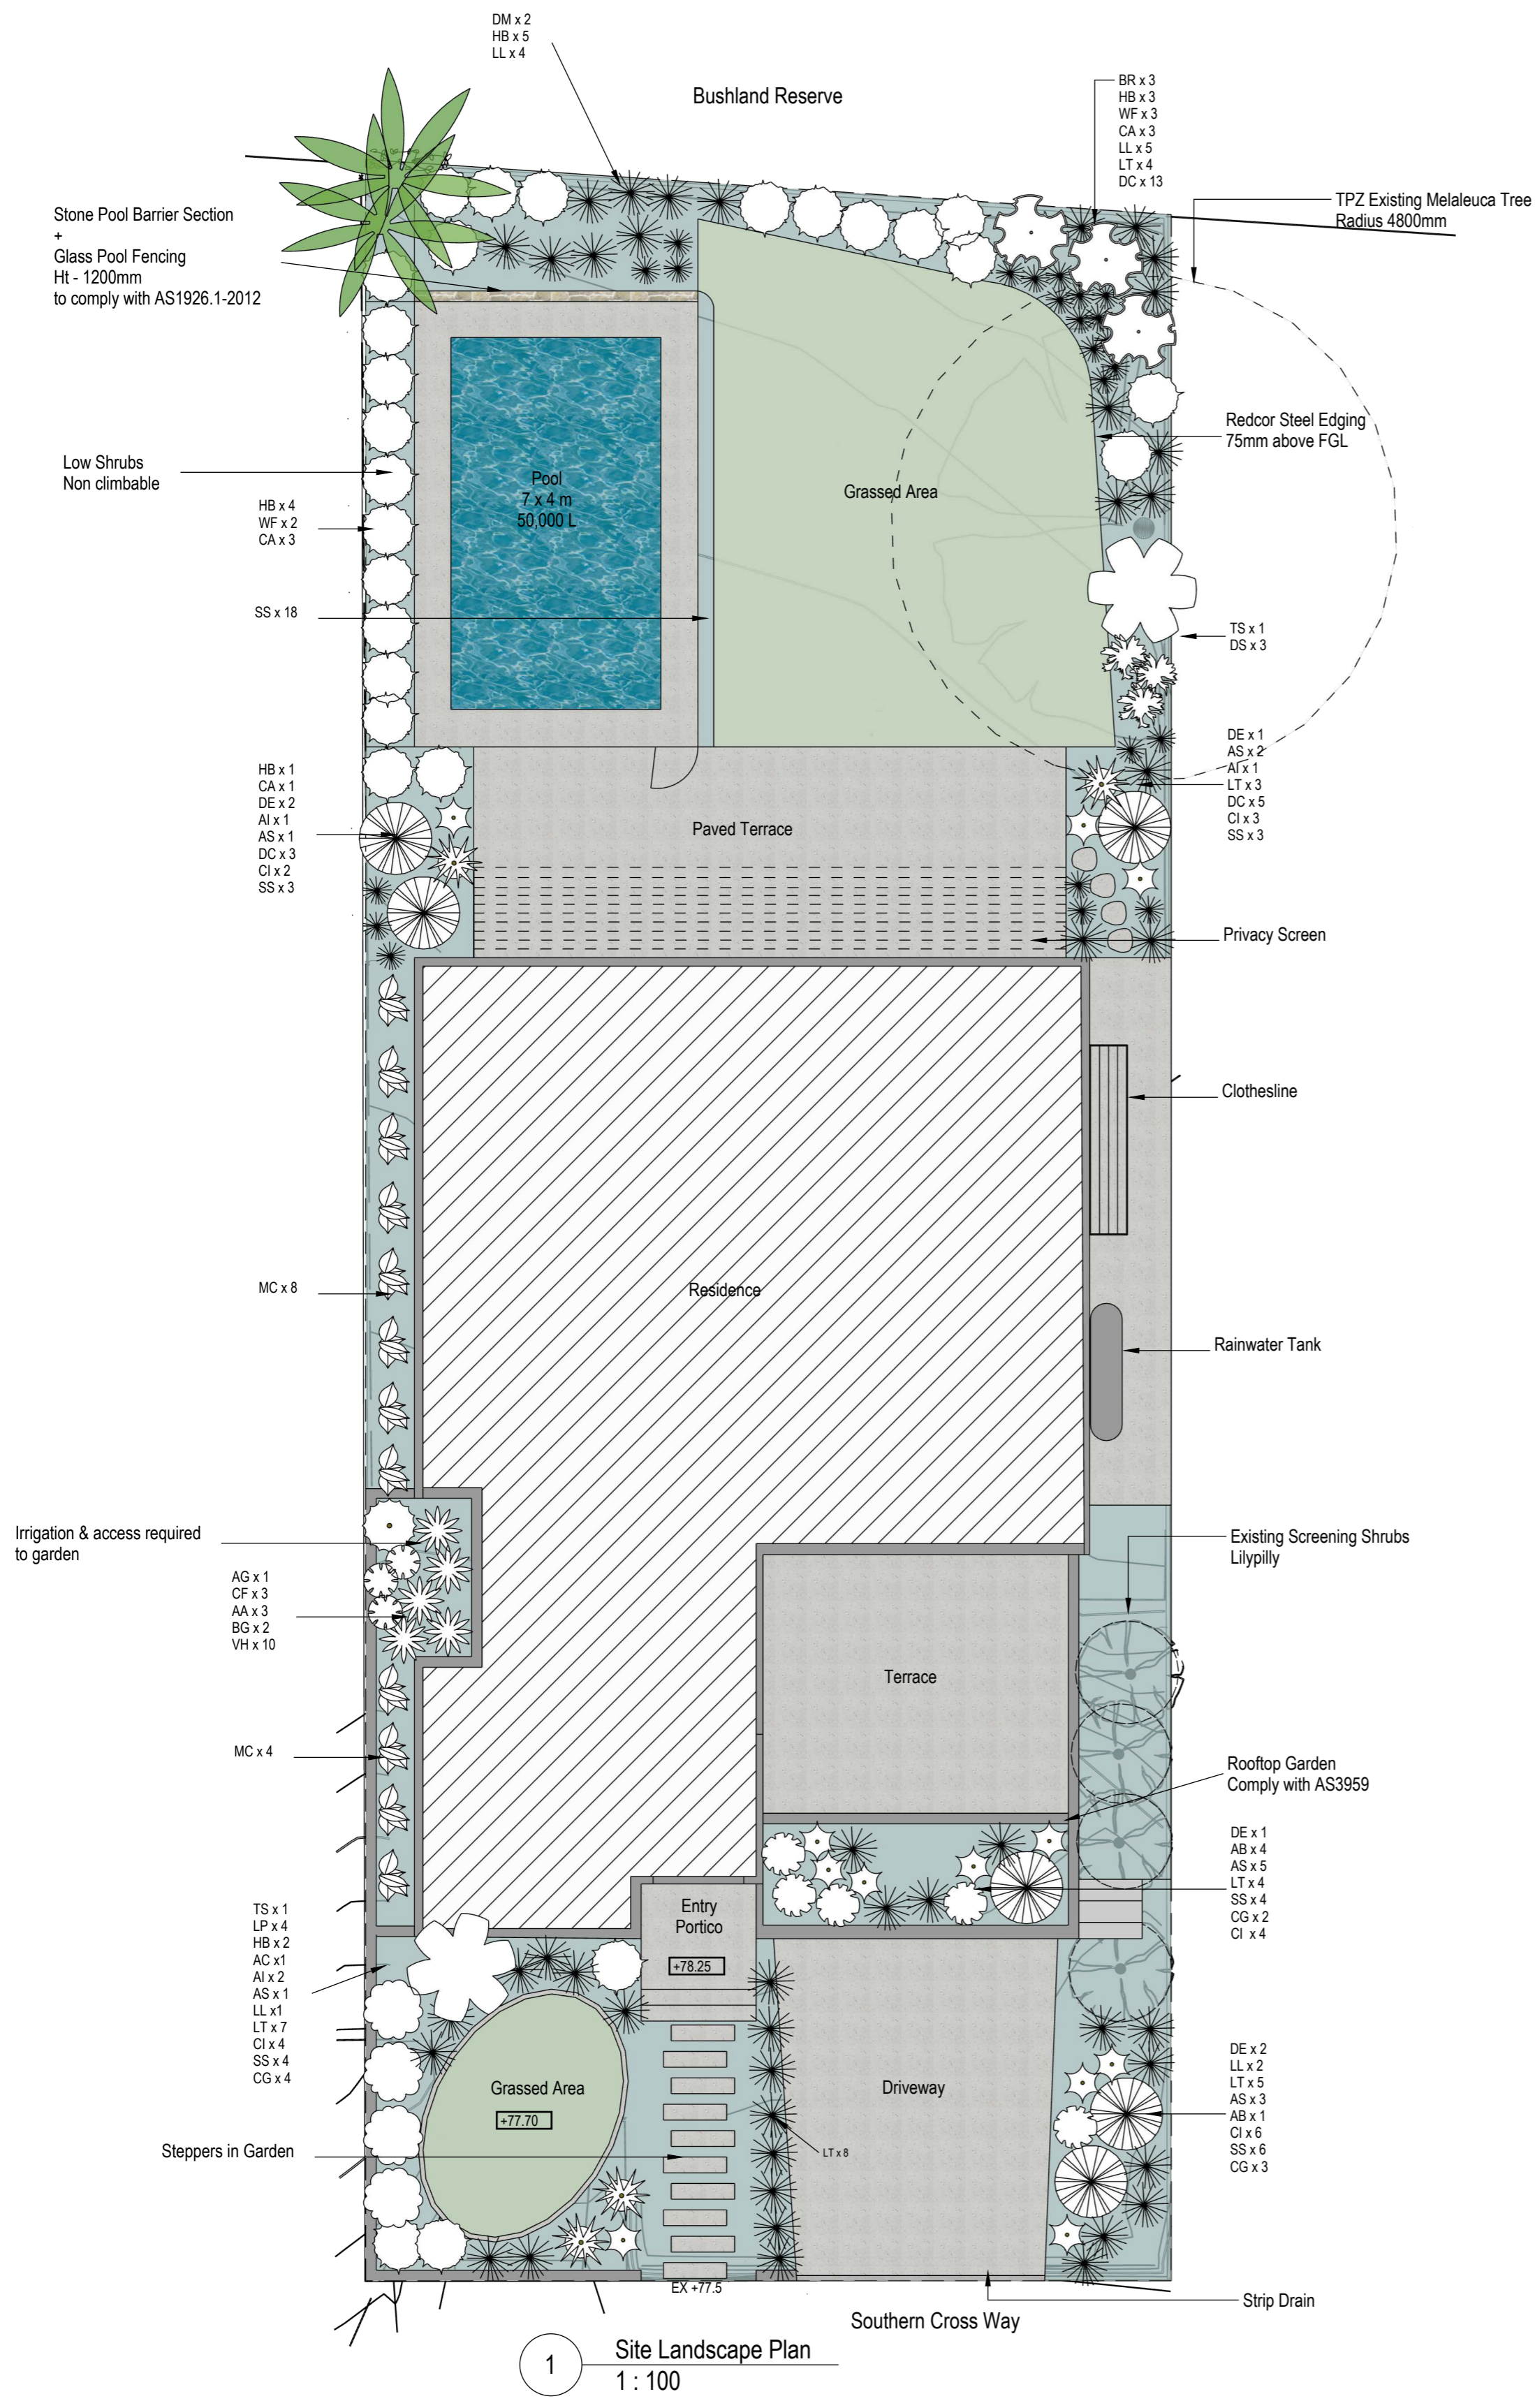 DM x 2
HB x 5
LL x 4
Bushland Reserve
BR x 3
HB x 3
WF x 3
CA x 3
LL x 5
LT x 4
DC x 13
TPZ Existing Melaleuca Tree
Radius 4800mm
Stone Pool Barrier Section
+
Glass Pool Fencing
Ht - 1200mm
to comply with AS1926.1-2012
Redcor Steel Edging
75mm above FGL
Low Shrubs
Non climbable
Pool
7 x 4 m
50,000 L
Grassed Area
HB x 4
WF x 2
CA x 3
SS x 18
TS x 1
DS x 3
HB x 1
CA x 1
DE x 2
AI x 1
AS x 1
DC x 3
CI x 2
SS x 3
Paved Terrace
DE x 1
AS x 2
AI x 1
LT x 3
DC x 5
CI x 3
SS x 3
Privacy Screen
Clothesline
MC x 8
Residence
Rainwater Tank
Irrigation & access required
to garden
Existing Screening Shrubs
Lilypilly
AG x 1
CF x 3
AA x 3
BG x 2
VH x 10
Terrace
MC x 4
Rooftop Garden
Comply with AS3959
DE x 1
AB x 4
AS x 5
LT x 4
SS x 4
CG x 2
CI x 4
TS x 1
LP x 4
HB x 2
AC x1
AI x 2
AS x 1
LL x1
LT x 7
CI x 4
SS x 4
CG x 4
Entry
Portico
+78.25
Grassed Area
+77.70
Driveway
DE x 2
LL x 2
LT x 5
AS x 3
AB x 1
CI x 6
SS x 6
CG x 3
Steppers in Garden
LT x 8
EX +77.5
Strip Drain
Southern Cross Way
1
Site Landscape Plan
1 : 100